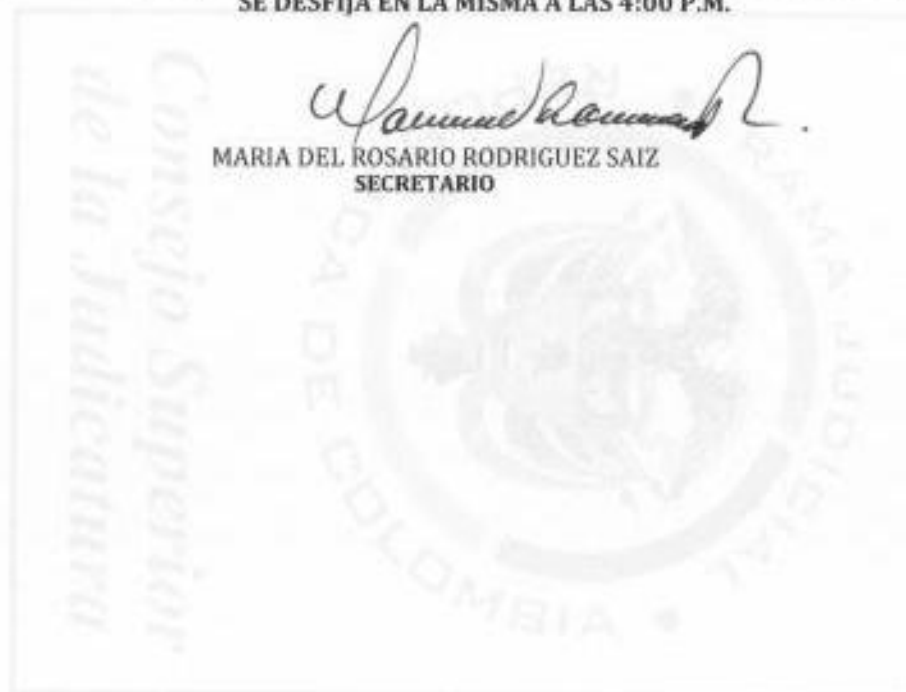 SE DESFIJA EN LA MISMA A LAS 4:00 P.M.
MARIA DEL ROSARIO RODRIGUEZ SAIZ
SECRETARIO
Consejo Superior
de la Judicatura
CA DE COLOMBIA
RAMA JUDICIAL